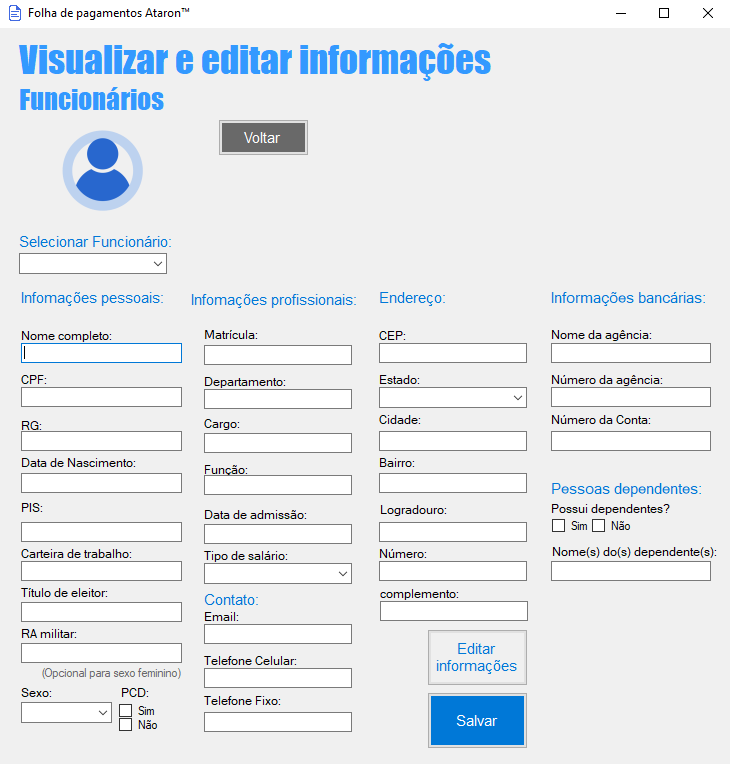 Folha de pagamentos Ataron™
Visualizar e editar informações
Funcionários
Voltar
Selecionar Funcionário:
Infomações pessoais:
Nome completo:
CPF:
RG:
Data de Nascimento:
PIS:
Carteira de trabalho:
Título de eleitor:
RA militar:
(Opcional para sexo feminino)
Sexo:
PCD:
Sim
Não
Infomações profissionais:
Matrícula:
Departamento:
Cargo:
Função:
Data de admissão:
Tipo de salário:
Contato:
Email:
Telefone Celular:
Telefone Fixo:
Endereço:
CEP:
Estado:
Cidade:
Bairro:
Logradouro:
Número:
complemento:
Editar
informações
Salvar
Informações bancárias:
Nome da agência:
Número da agência:
Número da Conta:
Pessoas dependentes:
Possui dependentes?
Sim Não
Nome(s) do(s) dependente(s):